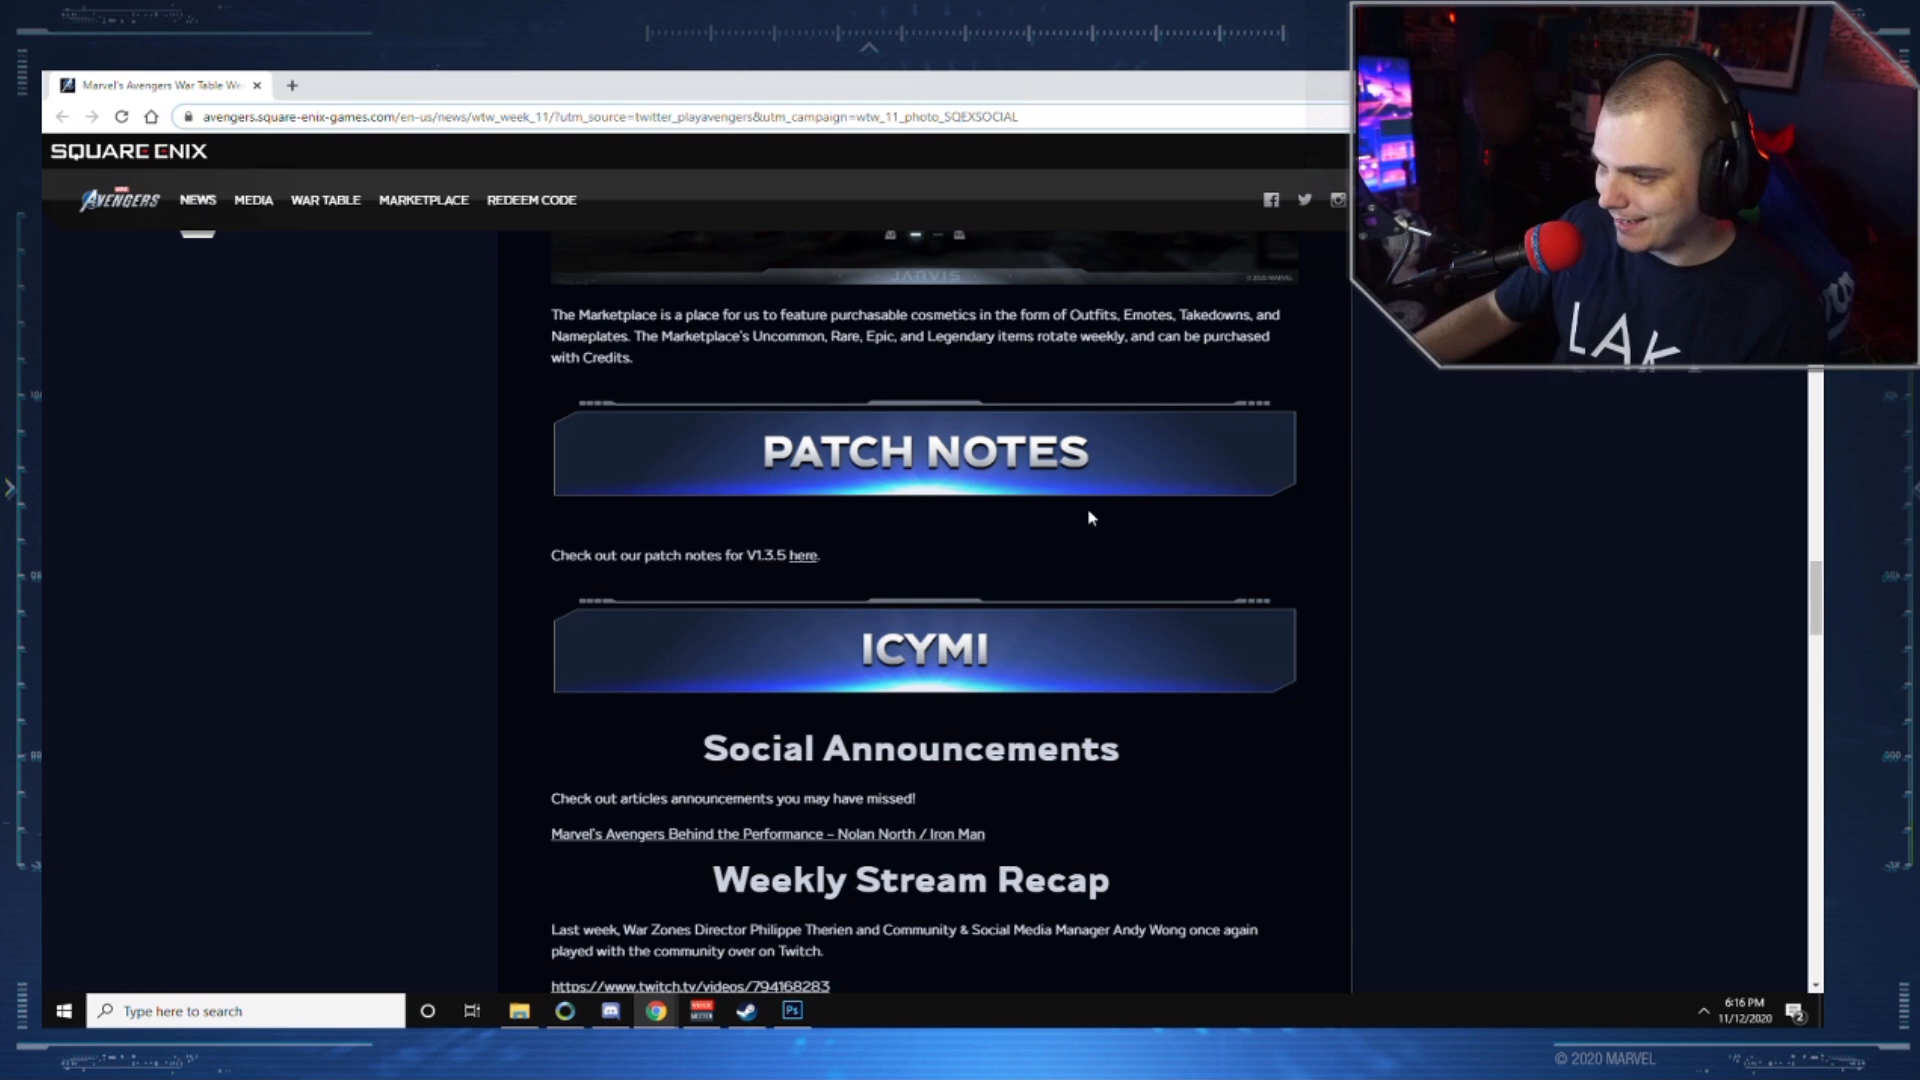 Marvel's Avengers War Table We
avengers.square-enix-games.com/en-us/news/wtw_week_11/?utm_source=twitter_playavengers&utm_campaign=wtw_11_photo_SQEXSOCIAL
SQUARE ENIX
AVENGERS NEWS MEDIA WAR TABLE MARKETPLACE REDEEM CODE
JARVIS
© 2020 MARVEL
The Marketplace is a place for us to feature purchasable cosmetics in the form of Outfits, Emotes, Takedowns, and
Nameplates. The Marketplace's Uncommon, Rare, Epic, and Legendary items rotate weekly, and can be purchased
with Credits.
LAK
PATCH NOTES
Check out our patch notes for V1.3.5 here.
ICYMI
Social Announcements
Check out articles announcements you may have missed!
Marvel's Avengers Behind the Performance – Nolan North / Iron Man
Weekly Stream Recap
Last week, War Zones Director Philippe Therien and Community & Social Media Manager Andy Wong once again
played with the community over on Twitch.
https://www.twitch.tv/videos/794168283
Type here to search
Ps
6:16 PM
11/12/2020
2
© 2020 MARVEL